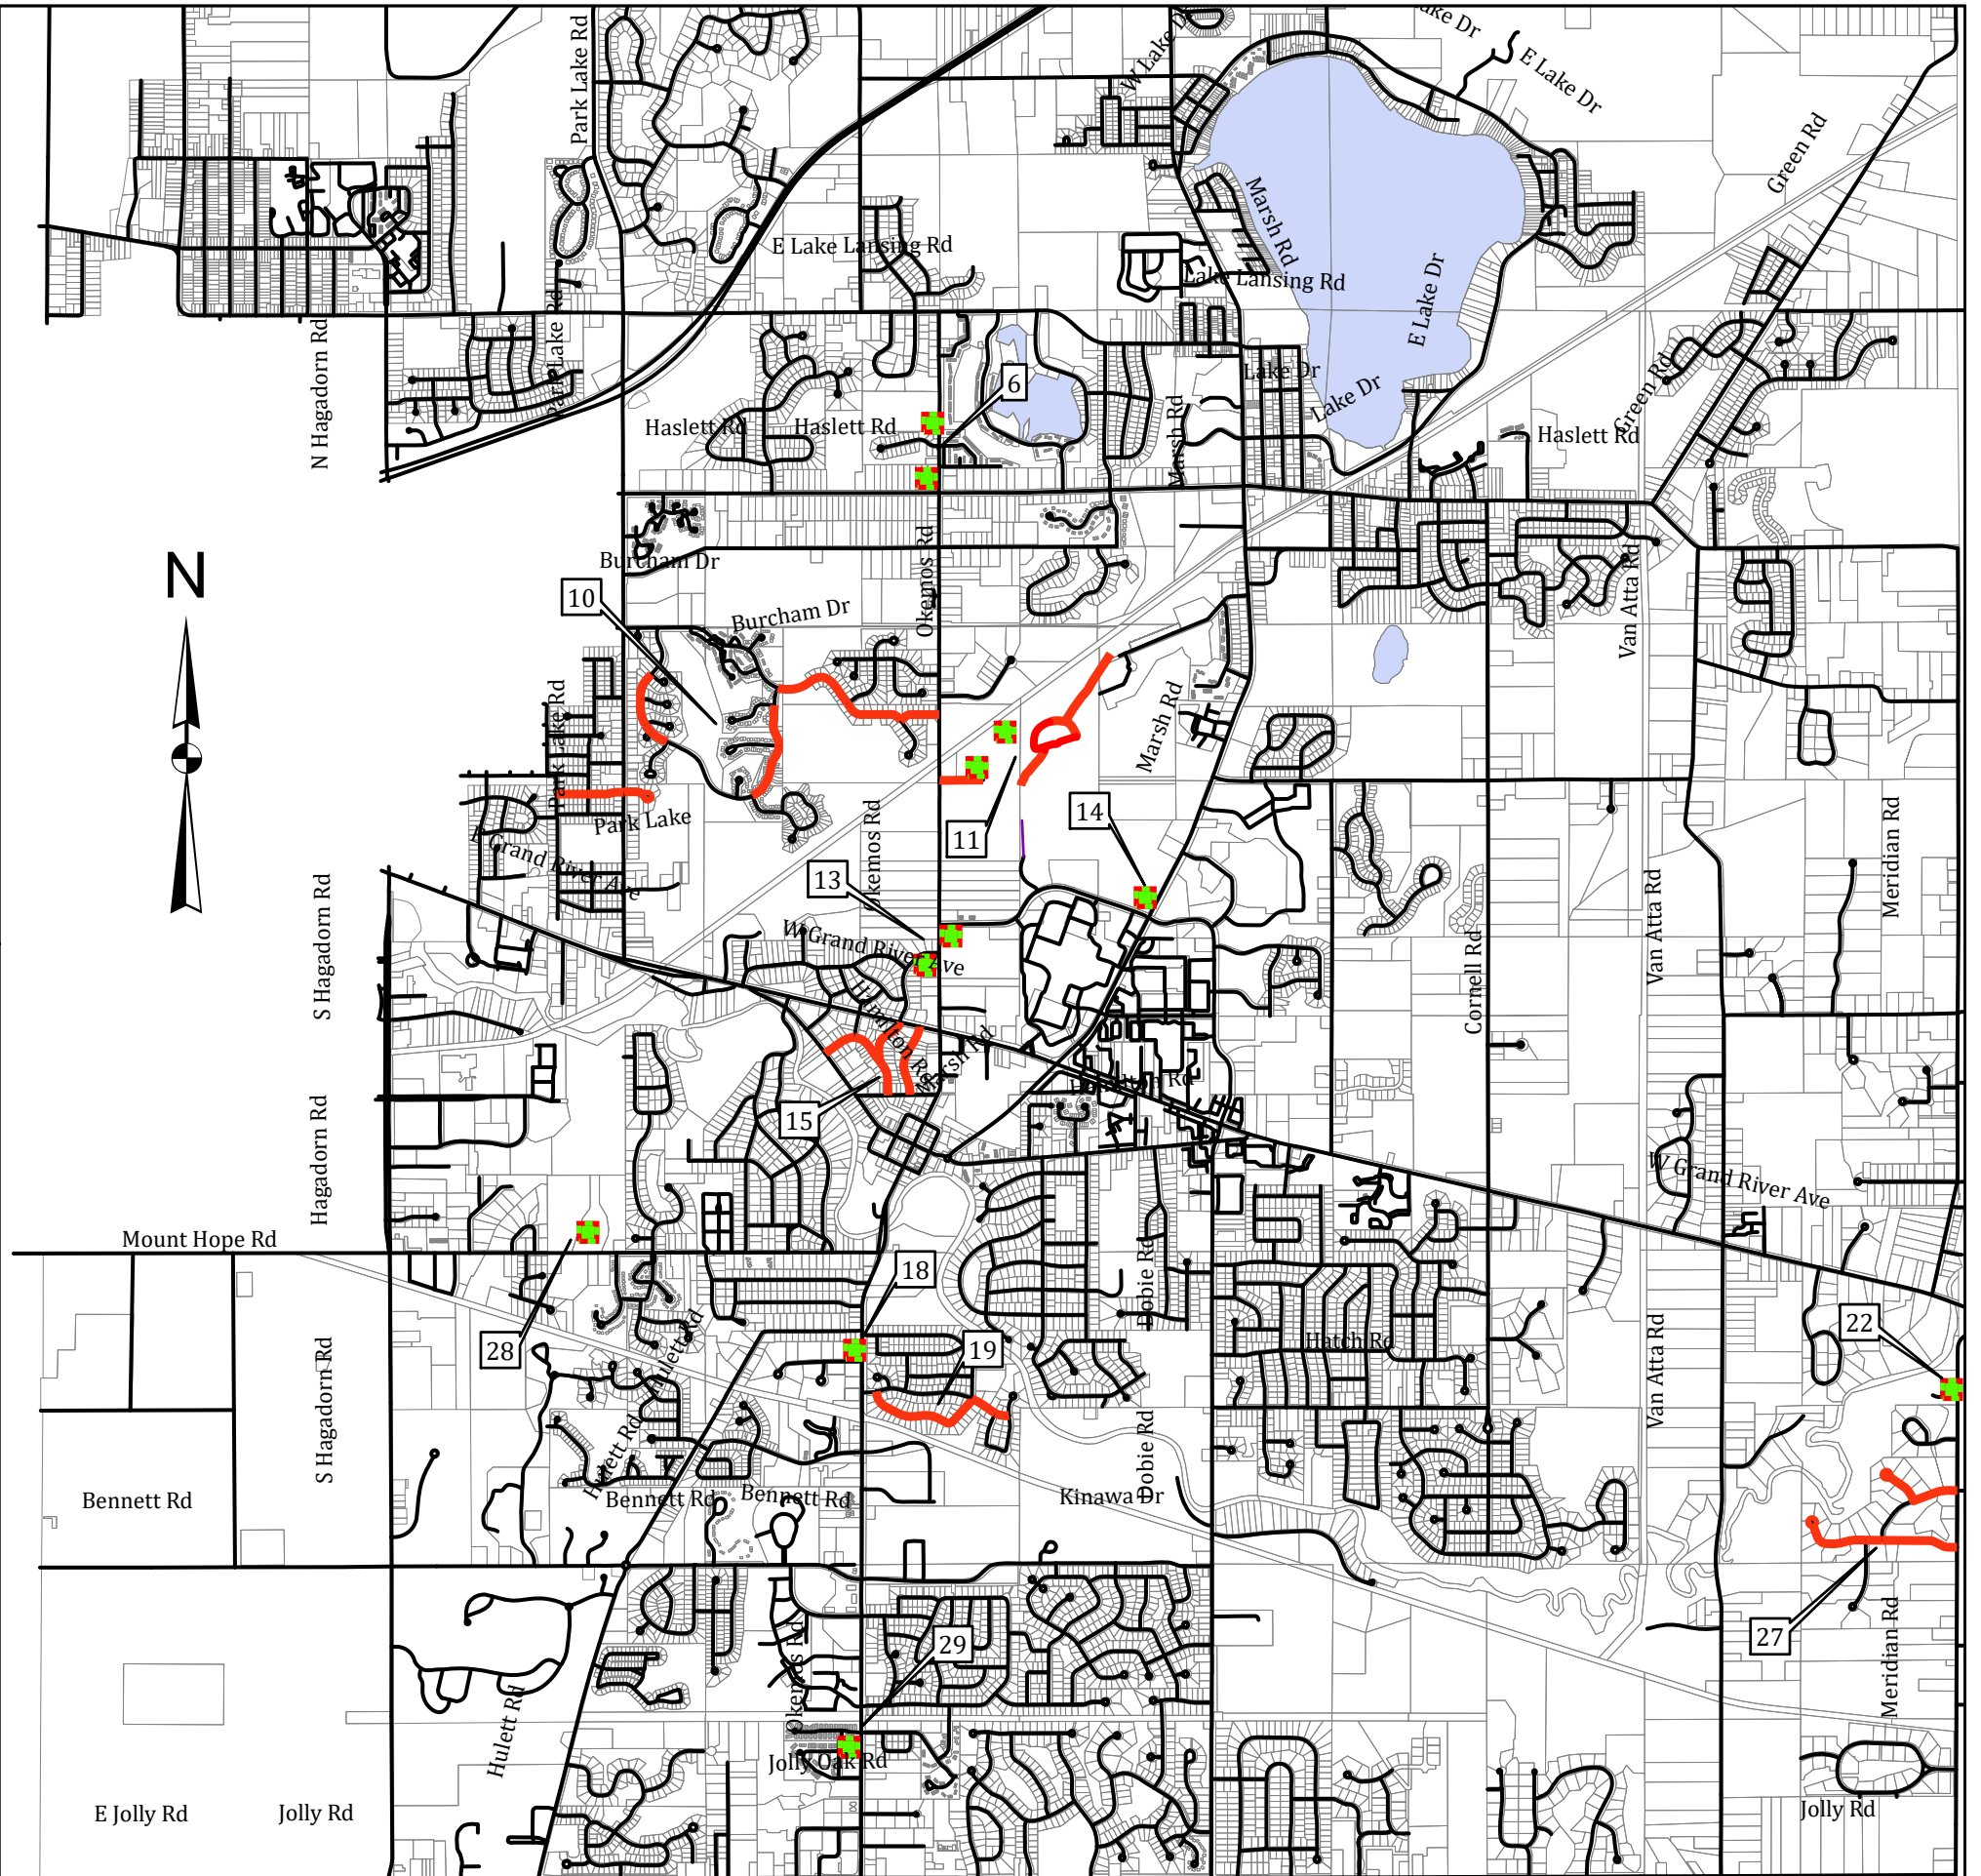 ake Dr
W Lake D
E Lake Dr
Park Lake Rd
Green Rd
Marsh Rd
E Lake Lansing Rd
Lake Lansing Rd
E Lake Dr
N Hagadorn Rd
Park Lake Rd
6
Lake Dr
Lake Dr
Green Rd
Haslett Rd
Haslett Rd
Marsh Rd
Haslett Rd
N
Burcham Dr
Okemos Rd
10
Burcham Dr
Van Atta Rd
Park Lake Rd
Marsh Rd
Park Lake
E Grand River Ave
11
14
Okemos Rd
13
Meridian Rd
S Hagadorn Rd
W Grand River Ave
Van Atta Rd
Cornell Rd
Hamilton Rd
Marsh Rd
Hamilton Rd
15
Hagadorn Rd
W Grand River Ave
Mount Hope Rd
18
Dobie Rd
28
Hulett Rd
19
Hatch Rd
22
S Hagadorn Rd
Van Atta Rd
Hulett Rd
Dobie Rd
Bennett Rd
Bennett Rd
Bennett Rd
Kinawa Dr
27
Meridian Rd
29
Okemos Rd
Hulett Rd
Jolly Oak Rd
E Jolly Rd
Jolly Rd
Jolly Rd